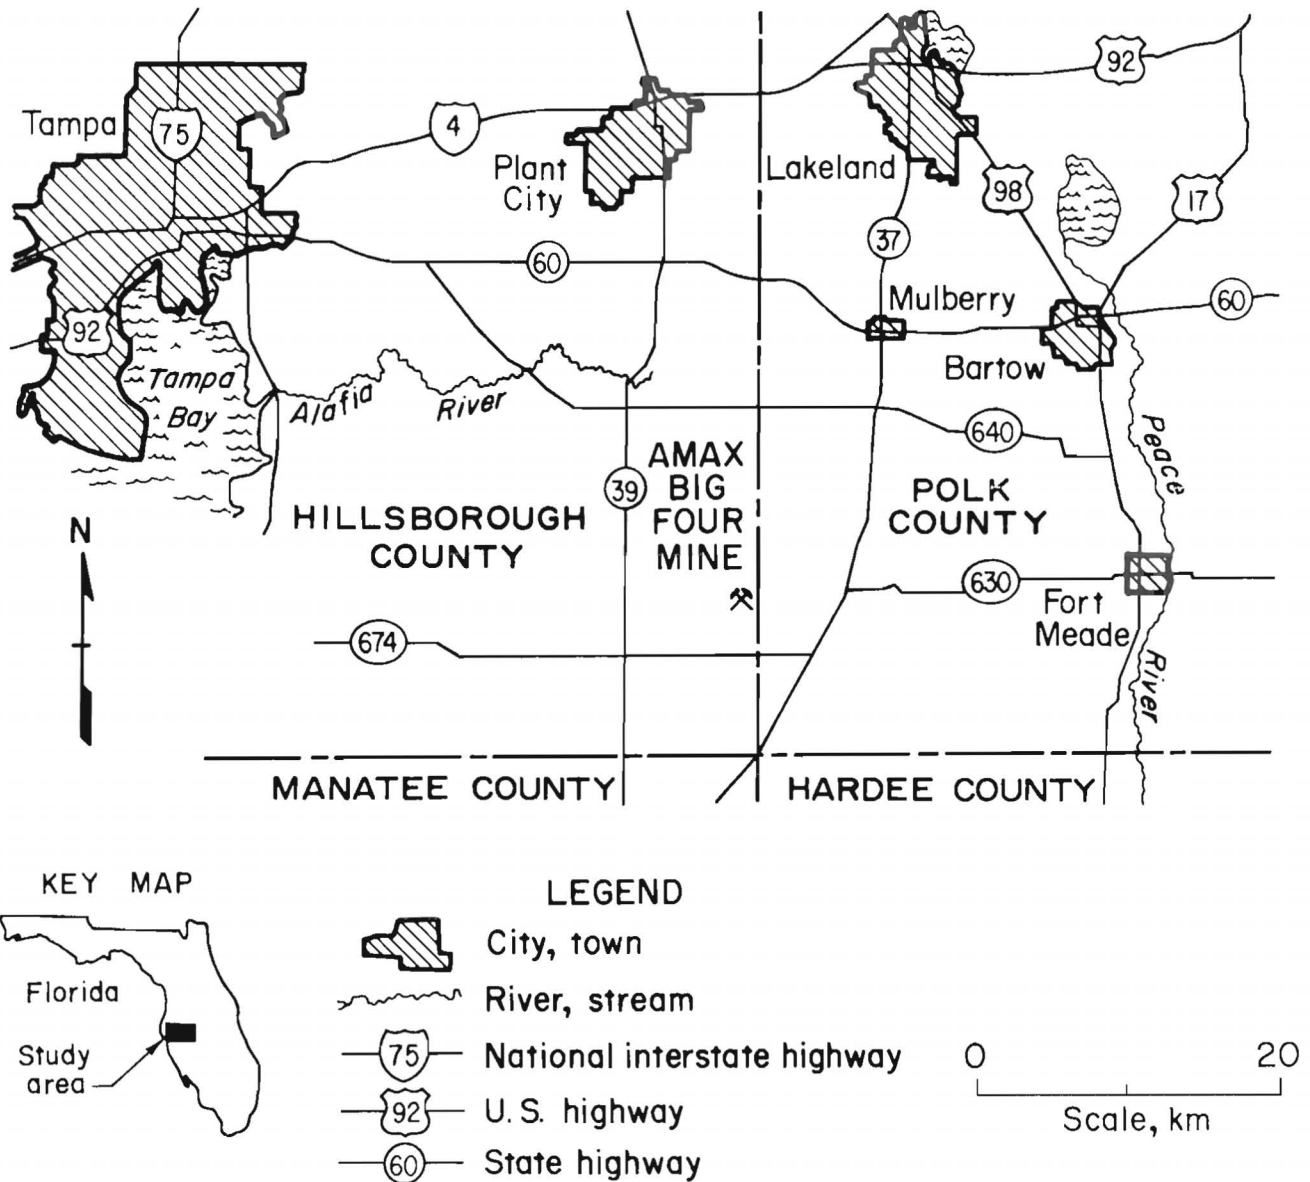 75
92
Tampa
4
Plant
City
Lakeland
98
17
37
60
Mulberry
60
92
Bartow
Tampa
Bay
Alafia
River
640
Peace
AMAX
BIG
FOUR
MINE
39
POLK
COUNTY
HILLSBOROUGH
COUNTY
N
630
Fort
Meade
674
River
MANATEE COUNTY
HARDEE COUNTY
KEY MAP
Florida
Study
area
LEGEND
City, town
River, stream
75 National interstate highway
92 U.S. highway
60 State highway
0 20
Scale, km